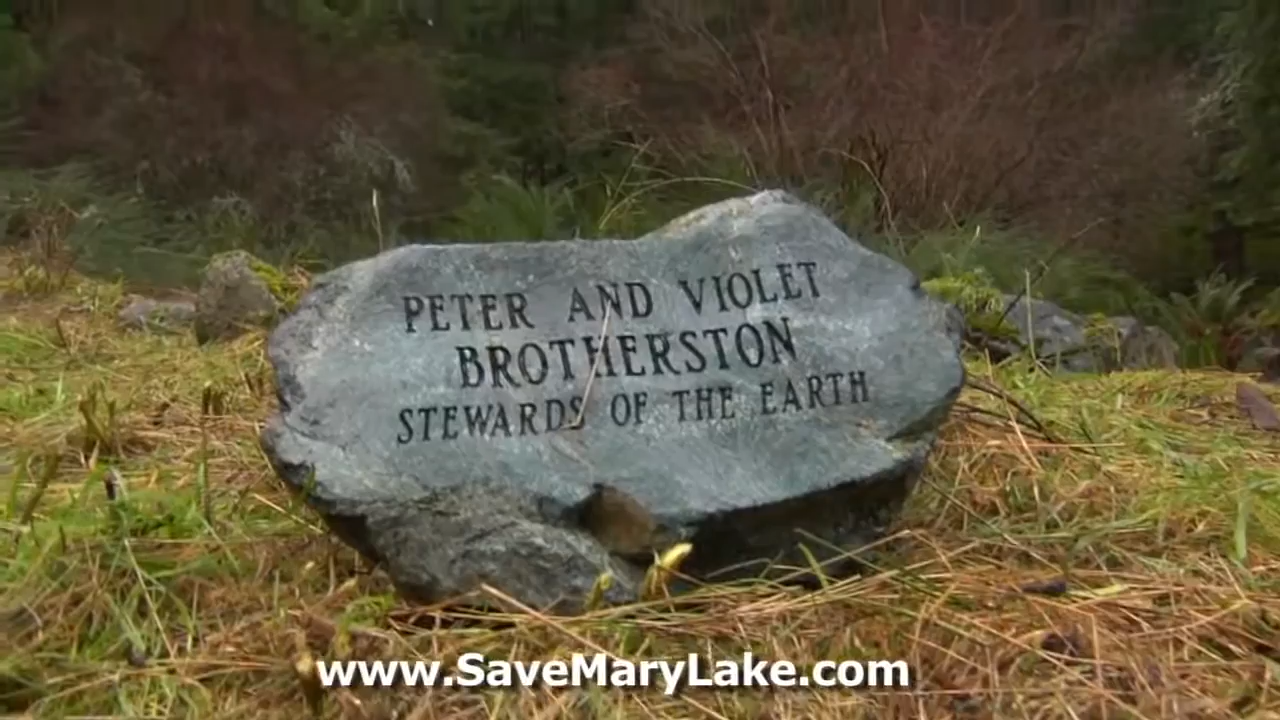 PETER AND VIOLET
BROTHERSTON
STEWARDS OF THE EARTH
www.SaveMaryLake.com